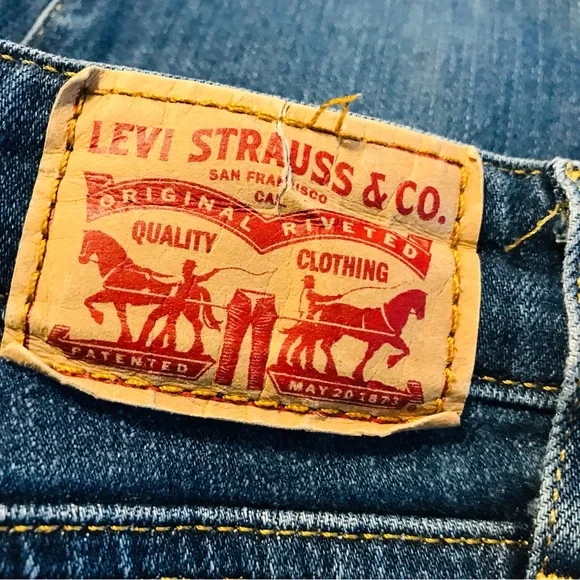 LEVI STRAUSS & CO.
SAN FRANCISCO
CAL
ORIGINAL RIVETED
QUALITY CLOTHING
PATENTED
MAY 20 1873